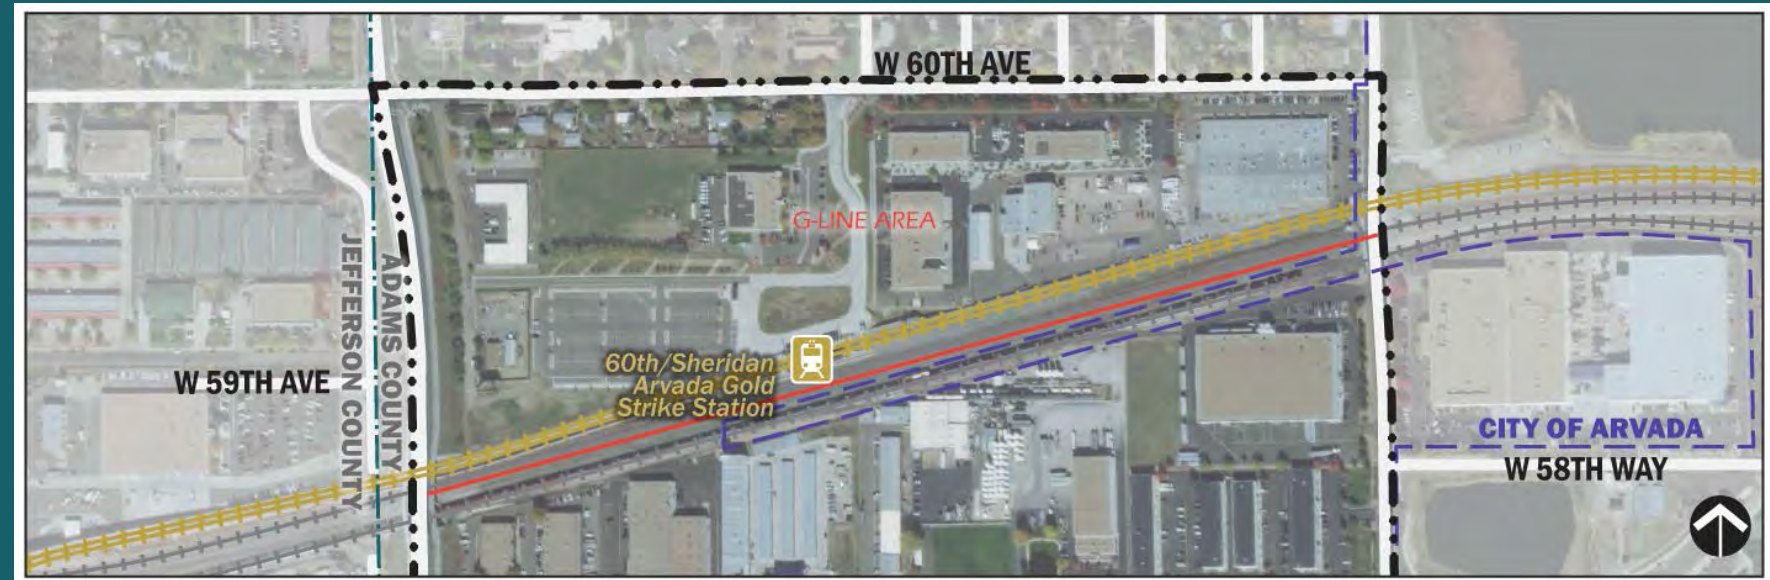 W 60TH AVE
G-LINE AREA
JEFFERSON COUNTY
ADAMS COUNTY
60th/Sheridan
Arvada Gold
Strike Station
W 59TH AVE
CITY OF ARVADA
W 58TH WAY